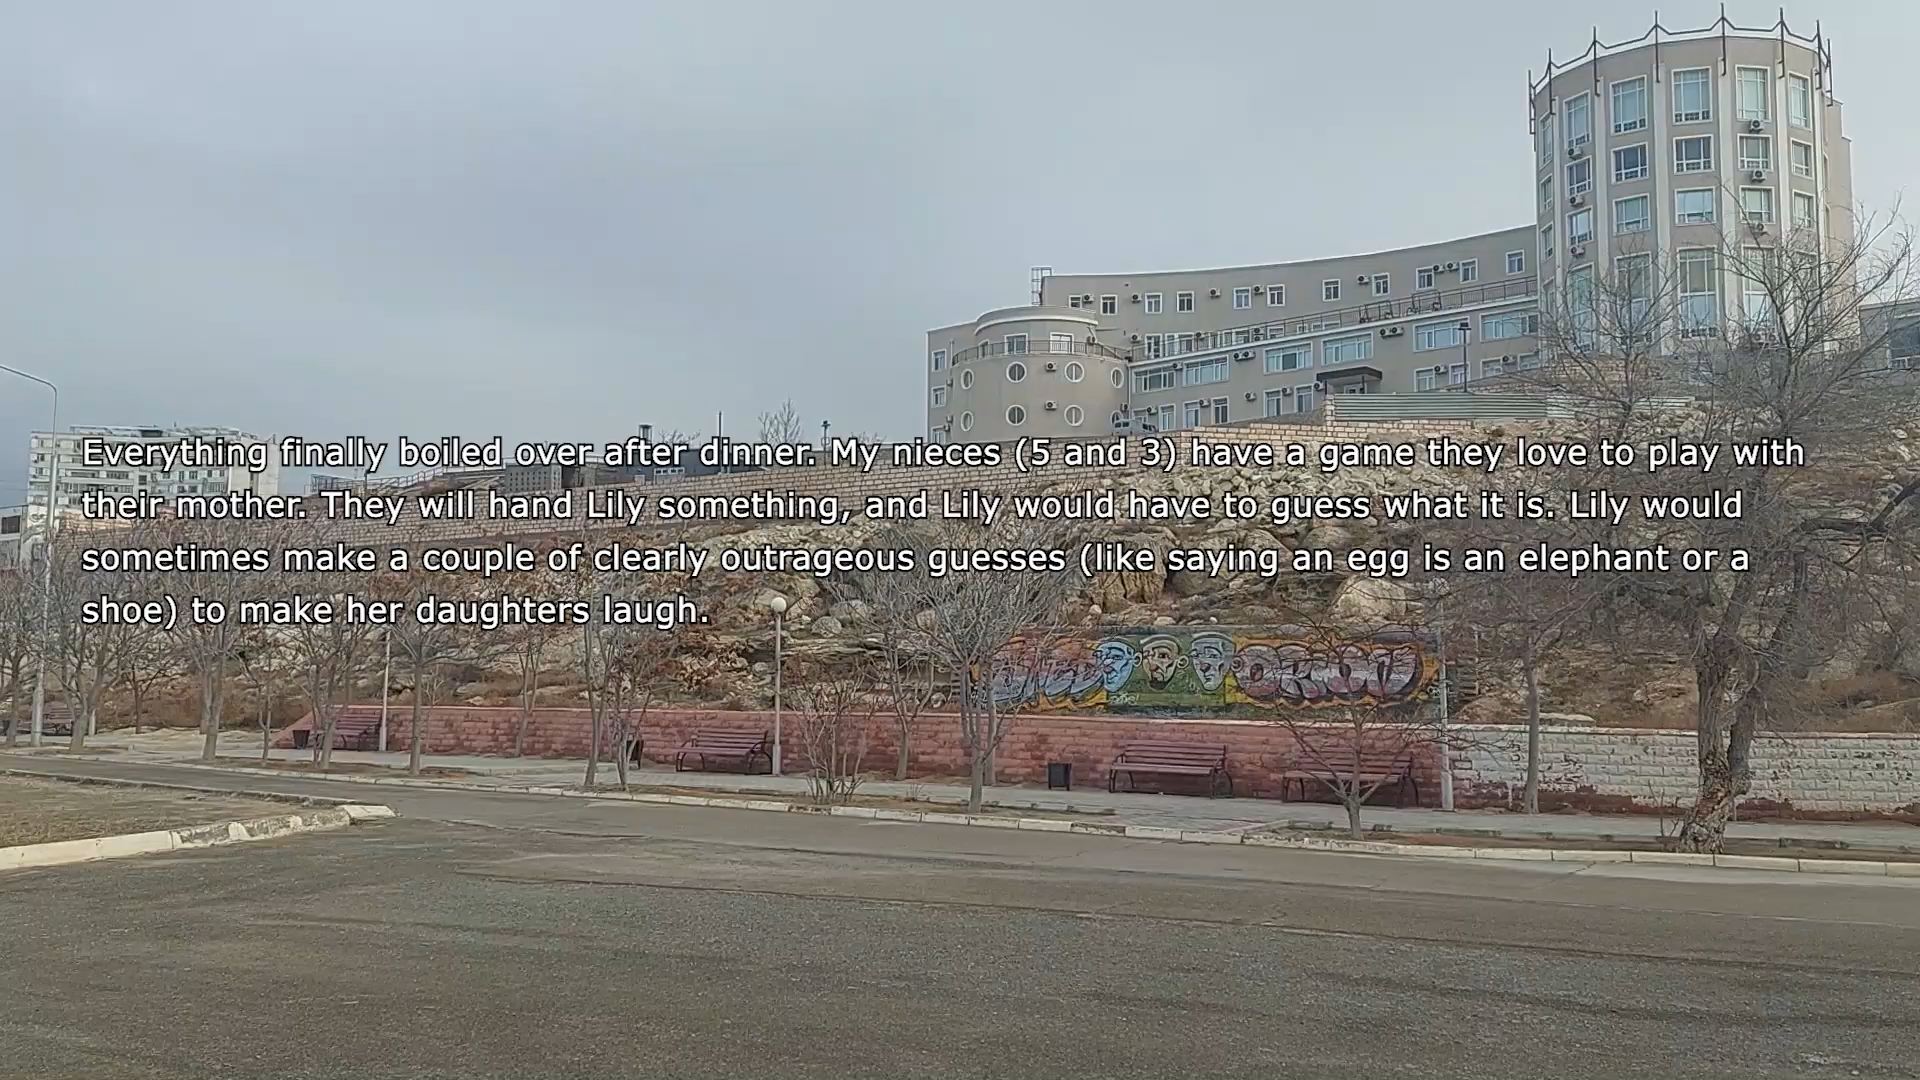 Everything finally boiled over after dinner. My nieces (5 and 3) have a game they love to play with
their mother. They will hand Lily something, and Lily would have to guess what it is. Lily would
sometimes make a couple of clearly outrageous guesses (like saying an egg is an elephant or a
shoe) to make her daughters laugh.